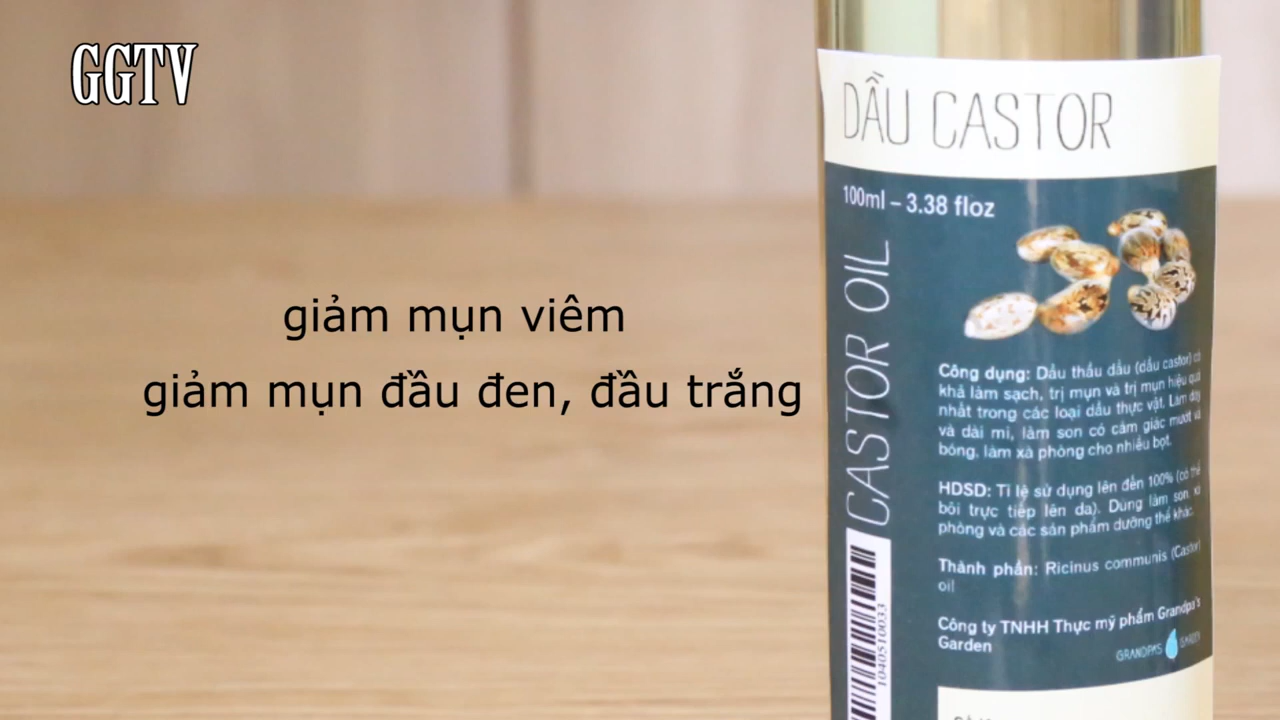 GGTV
giảm mụn viêm
giảm mụn đầu đen, đầu trắng
DẦU CASTOR
100ml – 3.38 floz
CASTOR OIL
Công dụng: Dầu thầu dầu (dầu castor) có
khả làm sạch, trị mụn và trị mụn hiệu quả
nhất trong các loại dầu thực vật. Làm dày
và dài mi, làm son có cảm giác mướt và
bóng, làm xà phòng cho nhiều bọt.
HDSD: Tỉ lệ sử dụng lên đến 100% (có thể
bôi trực tiếp lên da). Dùng làm son, xà
phòng và các sản phẩm dưỡng thể khác.
Thành phần: Ricinus communis (Castor)
oil
Công ty TNHH Thực mỹ phẩm Grandpa's
Garden
GRANDPA'S GARDEN
1040510033